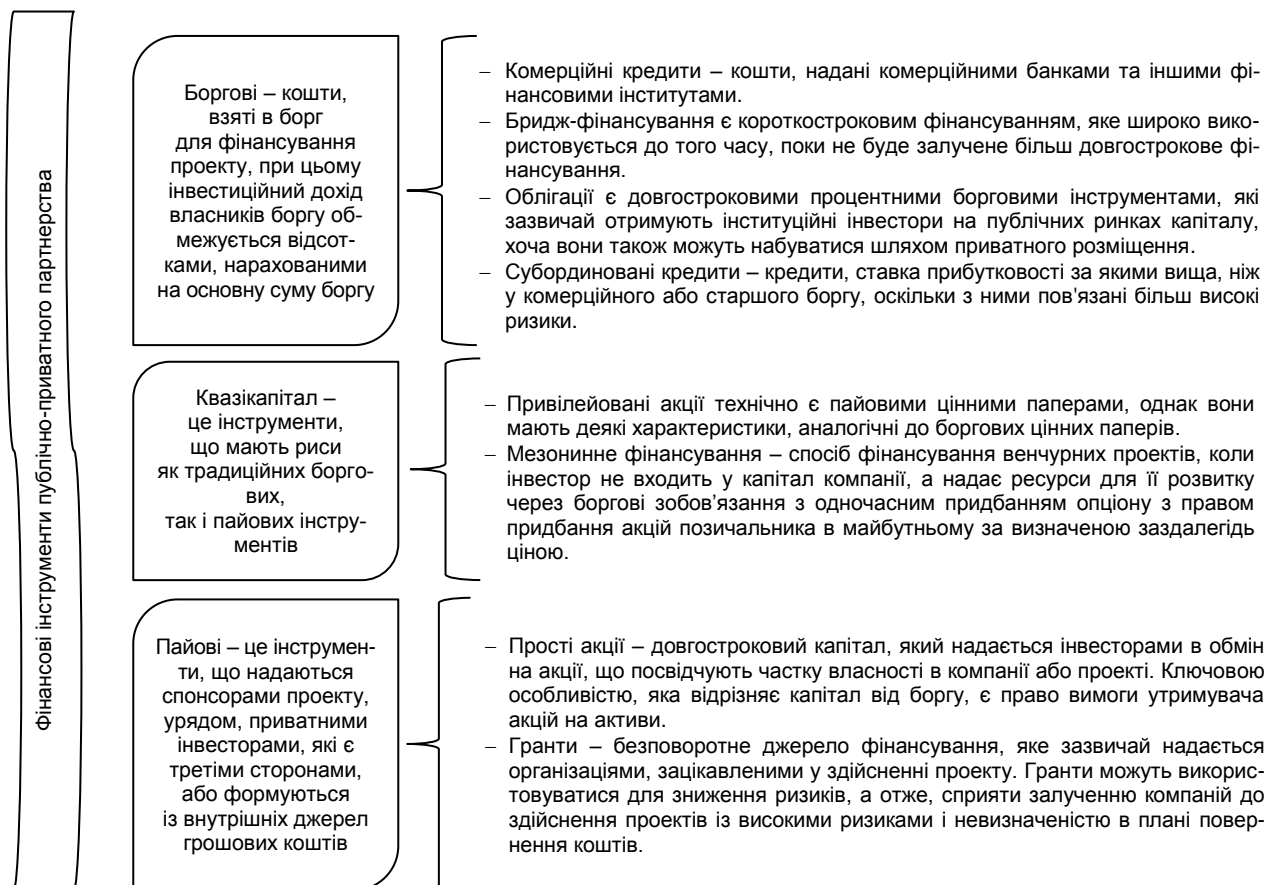 Фінансові інструменти публічно-приватного партнерства
Боргові – кошти,
взяті в борг
для фінансування
проекту, при цьому
інвестиційний дохід
власників боргу об-
межується відсот-
ками, нарахованими
на основну суму боргу
– Комерційні кредити – кошти, надані комерційними банками та іншими фі-
нансовими інститутами.
– Бридж-фінансування є короткостроковим фінансуванням, яке широко вико-
ристовується до того часу, поки не буде залучене більш довгострокове фі-
нансування.
– Облігації є довгостроковими процентними борговими інструментами, які
зазвичай отримують інституційні інвестори на публічних ринках капіталу,
хоча вони також можуть набуватися шляхом приватного розміщення.
– Субординовані кредити – кредити, ставка прибутковості за якими вища, ніж
у комерційного або старшого боргу, оскільки з ними пов'язані більш високі
ризики.
Квазікапітал –
це інструменти,
що мають риси
як традиційних борго-
вих,
так і пайових інстру-
ментів
– Привілейовані акції технічно є пайовими цінними паперами, однак вони
мають деякі характеристики, аналогічні до боргових цінних паперів.
– Мезонинне фінансування – спосіб фінансування венчурних проектів, коли
інвестор не входить у капітал компанії, а надає ресурси для її розвитку
через боргові зобов’язання з одночасним придбанням опціону з правом
придбання акцій позичальника в майбутньому за визначеною заздалегідь
ціною.
Пайові – це інструмен-
ти, що надаються
спонсорами проекту,
урядом, приватними
інвесторами, які є
третіми сторонами,
або формуються
із внутрішніх джерел
грошових коштів
– Прості акції – довгостроковий капітал, який надається інвесторами в обмін
на акції, що посвідчують частку власності в компанії або проекті. Ключовою
особливістю, яка відрізняє капітал від боргу, є право вимоги утримувача
акцій на активи.
– Гранти – безповоротне джерело фінансування, яке зазвичай надається
організаціями, зацікавленими у здійсненні проекту. Гранти можуть викорис-
товуватися для зниження ризиків, а отже, сприяти залученню компаній до
здійснення проектів із високими ризиками і невизначеністю в плані повер-
нення коштів.